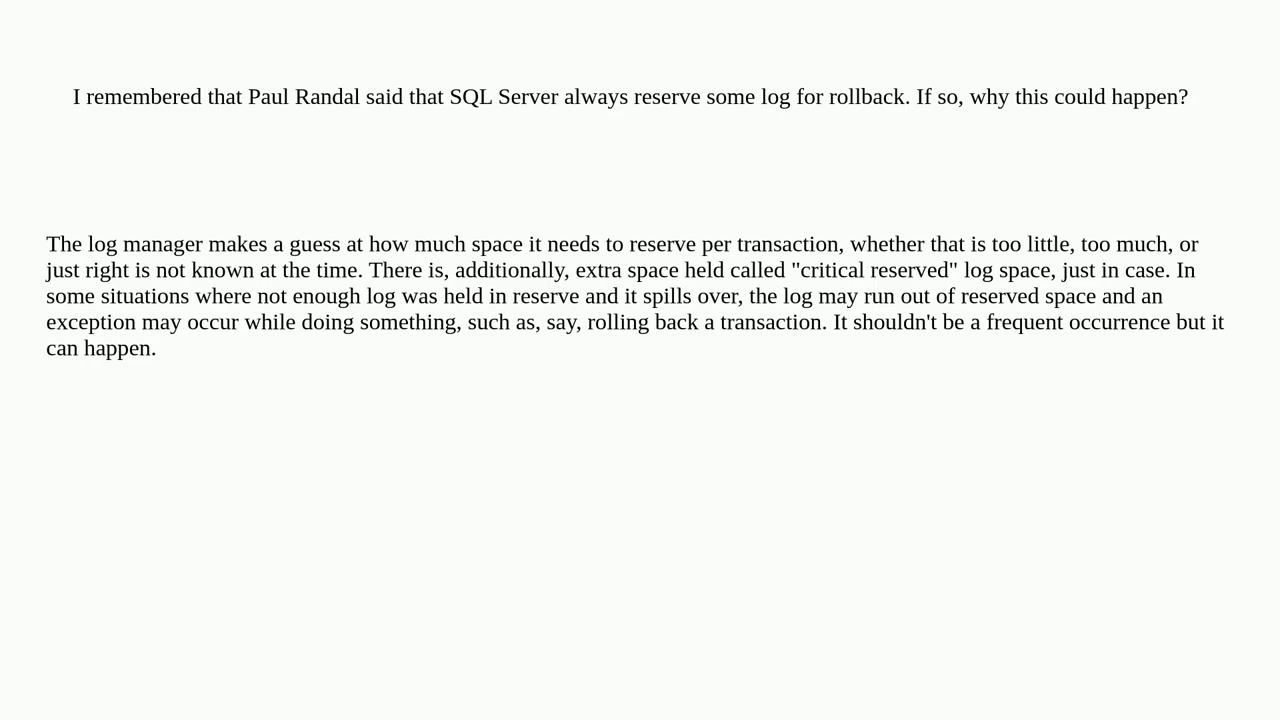 I remembered that Paul Randal said that SQL Server always reserve some log for rollback. If so, why this could happen?
The log manager makes a guess at how much space it needs to reserve per transaction, whether that is too little, too much, or
just right is not known at the time. There is, additionally, extra space held called "critical reserved" log space, just in case. In
some situations where not enough log was held in reserve and it spills over, the log may run out of reserved space and an
exception may occur while doing something, such as, say, rolling back a transaction. It shouldn't be a frequent occurrence but it
can happen.